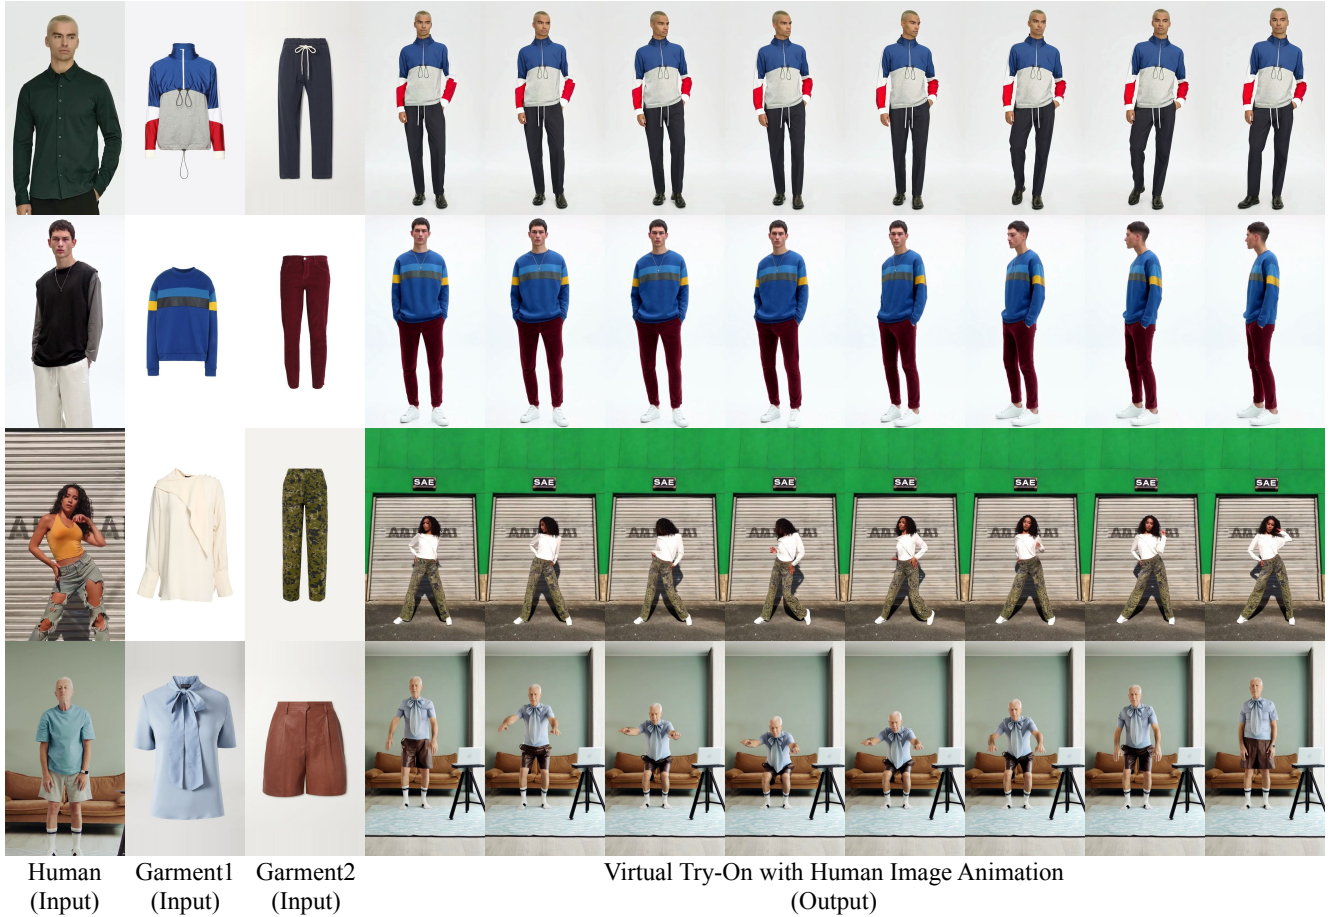 SAE SAE SAE SAE SAE SAE SAE SAE
Human Garment1 Garment2 Virtual Try-On with Human Image Animation
(Input) (Input) (Input) (Output)